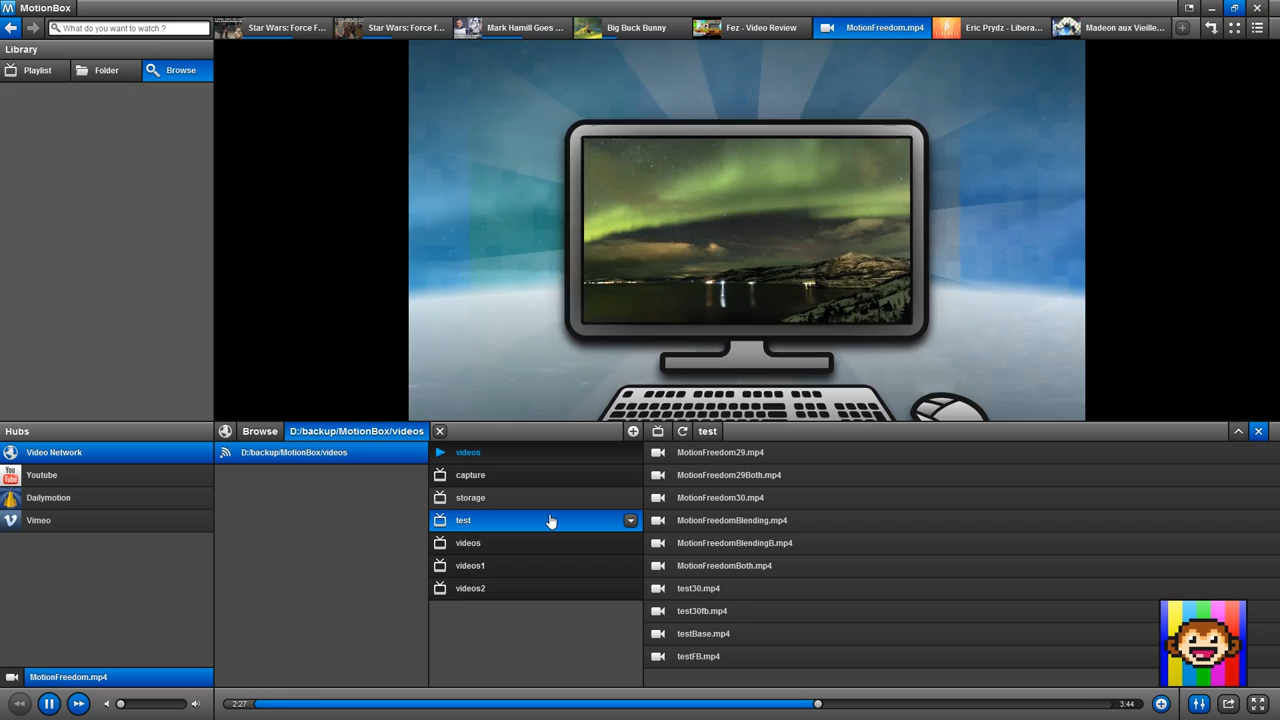 MotionBox
What do you want to watch ?
Star Wars: Force F...
Star Wars: Force f...
Mark Hamill Goes ...
Big Buck Bunny
Fez - Video Review
MotionFreedom.mp4
Eric Prydz - Libera...
Madeon aux Vieille...
Library
Playlist
Folder
Browse
Hubs
Video Network
You Tube
Youtube
Dailymotion
Vimeo
MotionFreedom.mp4
Browse
D:/backup/MotionBox/videos
D:/backup/MotionBox/videos
videos
capture
storage
test
videos
videos1
videos2
test
MotionFreedom29.mp4
MotionFreedom29Both.mp4
MotionFreedom30.mp4
MotionFreedomBlending.mp4
MotionFreedomBlendingB.mp4
MotionFreedomBoth.mp4
test30.mp4
test30fb.mp4
testBase.mp4
testFB.mp4
2:27
3:44